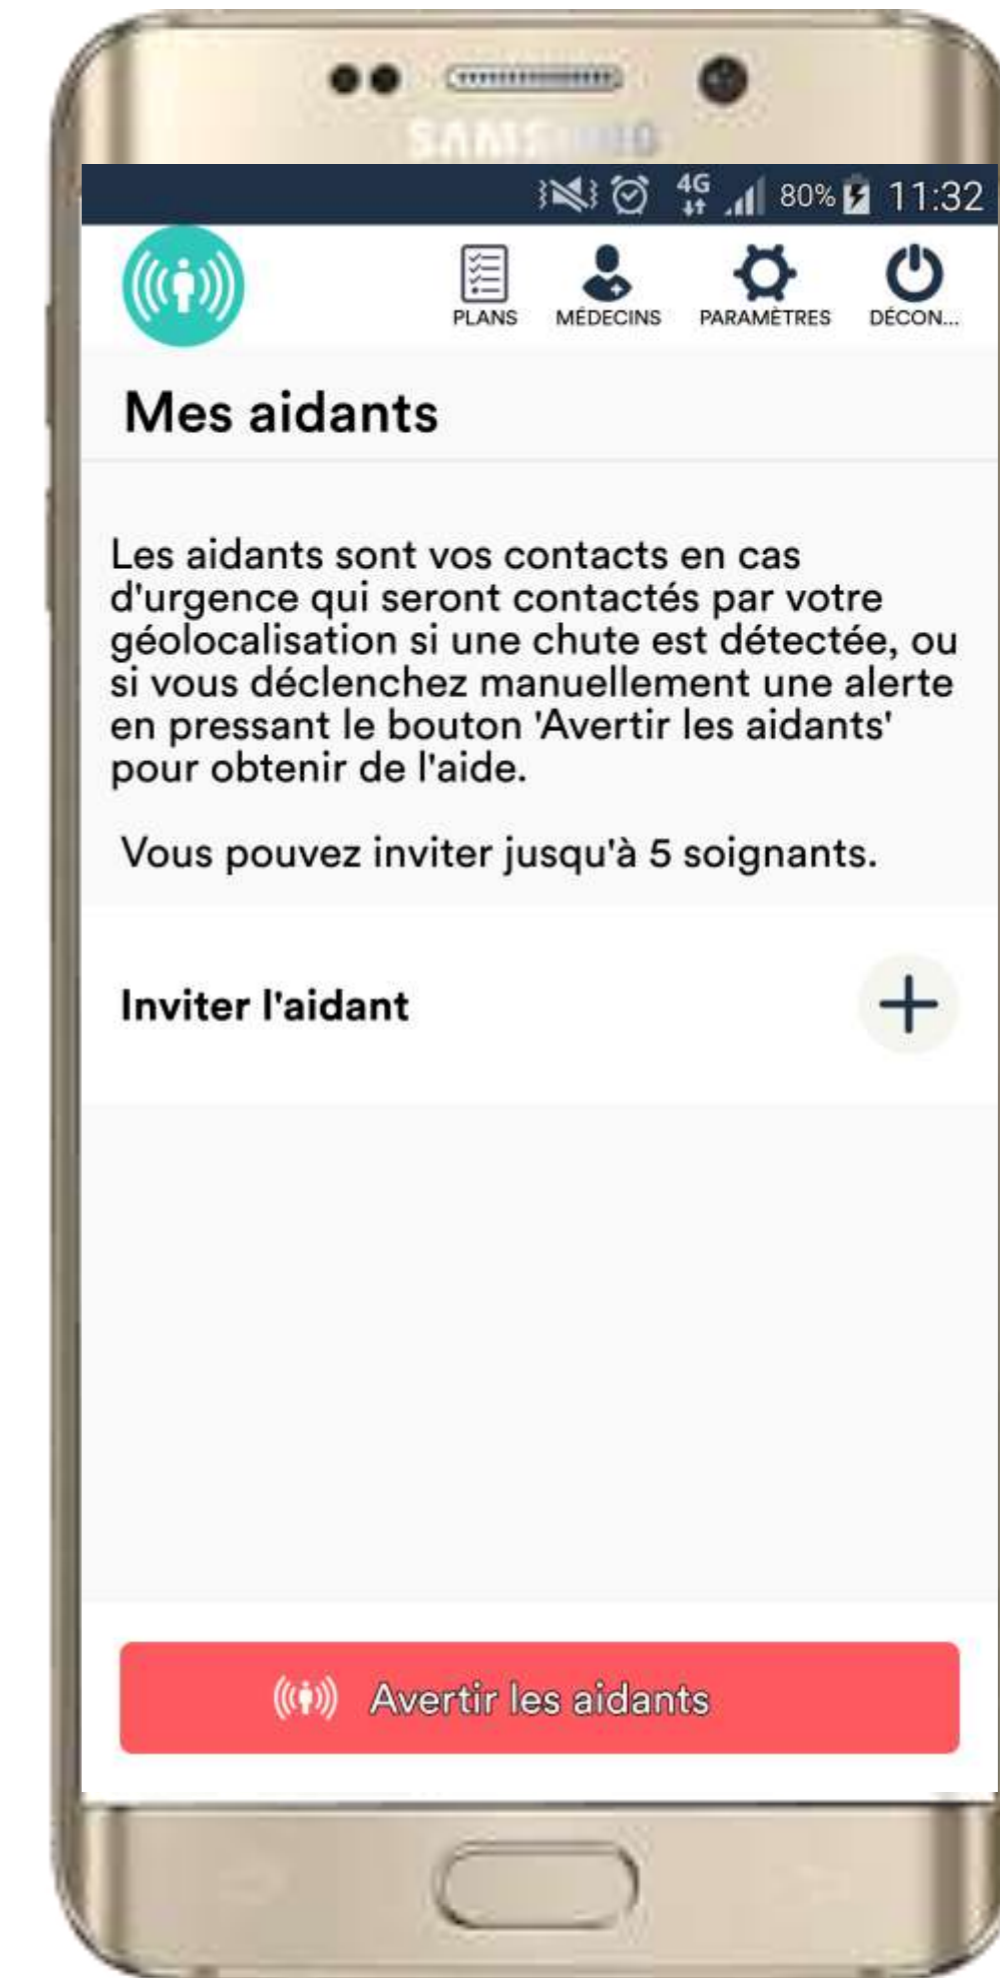 SAMSUNG
4G 80% 11:32
PLANS MÉDECINS PARAMÈTRES DÉCON...
Mes aidants
Les aidants sont vos contacts en cas
d'urgence qui seront contactés par votre
géolocalisation si une chute est détectée, ou
si vous déclenchez manuellement une alerte
en pressant le bouton 'Avertir les aidants'
pour obtenir de l'aide.
Vous pouvez inviter jusqu'à 5 soignants.
Inviter l'aidant
Avertir les aidants